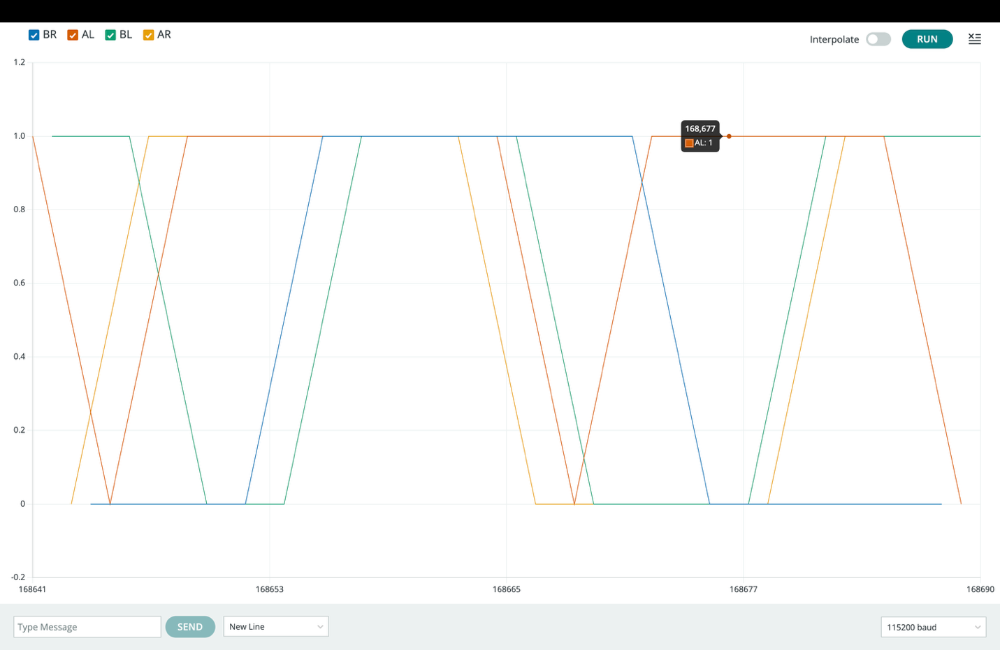 BR AL BL AR
Interpolate RUN
1.2
1.0
168,677
AL: 1
0.8
0.6
0.4
0.2
0
-0.2
168641 168653 168665 168677 168690
Type Message SEND New Line 115200 baud